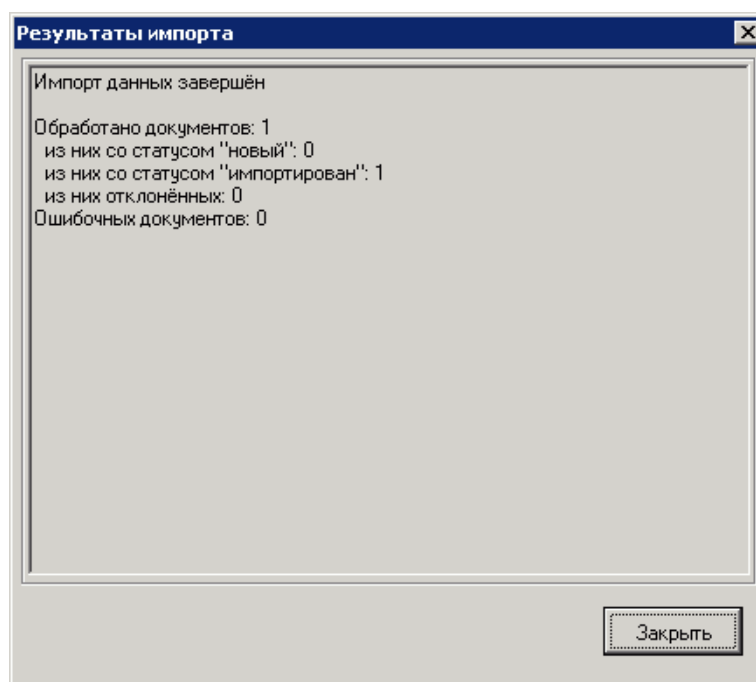 Результаты импорта
Импорт данных завершён
Обработано документов: 1
из них со статусом "новый": 0
из них со статусом "импортирован": 1
из них отклонённых: 0
Ошибочных документов: 0
Закрыть